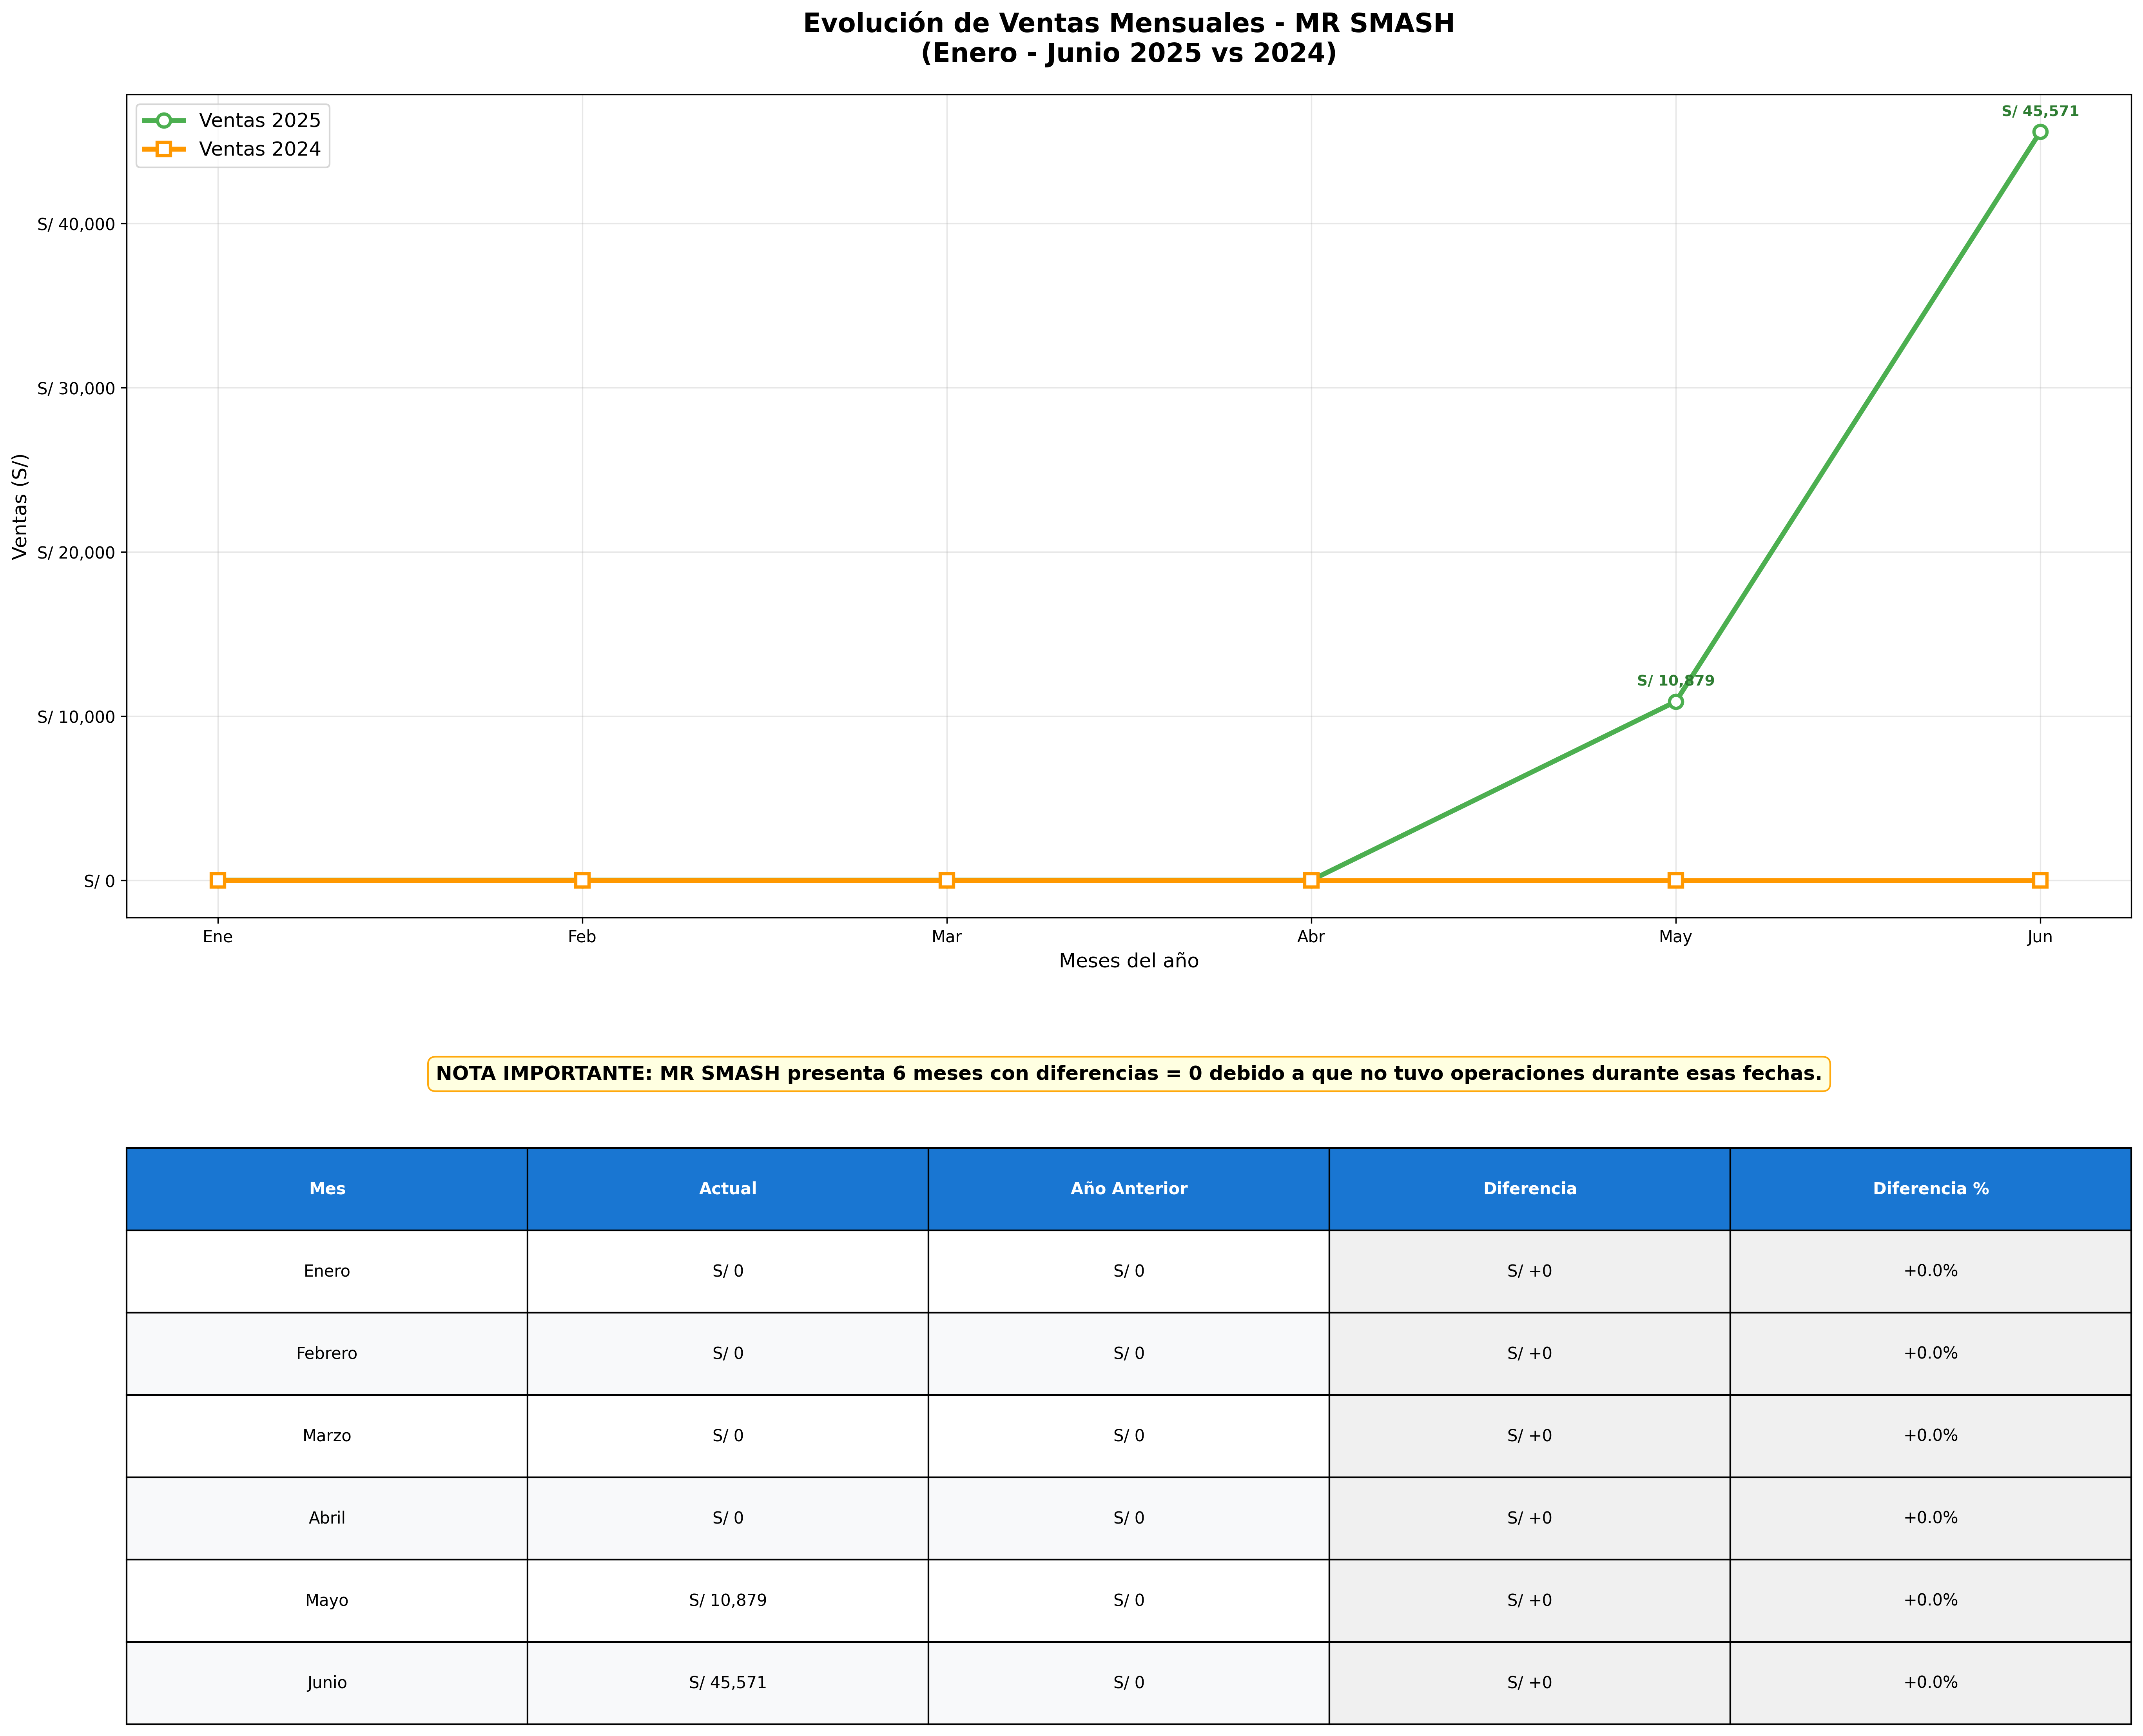 Evolución de Ventas Mensuales - MR SMASH
(Enero - Junio 2025 vs 2024)
Ventas 2025
Ventas 2024
S/ 45,571
S/ 10,879
Ventas (S/)
S/ 40,000
S/ 30,000
S/ 20,000
S/ 10,000
S/ 0
Ene Feb Mar Abr May Jun
Meses del año
NOTA IMPORTANTE: MR SMASH presenta 6 meses con diferencias = 0 debido a que no tuvo operaciones durante esas fechas.
Mes Actual Año Anterior Diferencia Diferencia %
Enero S/ 0 S/ 0 S/ +0 +0.0%
Febrero S/ 0 S/ 0 S/ +0 +0.0%
Marzo S/ 0 S/ 0 S/ +0 +0.0%
Abril S/ 0 S/ 0 S/ +0 +0.0%
Mayo S/ 10,879 S/ 0 S/ +0 +0.0%
Junio S/ 45,571 S/ 0 S/ +0 +0.0%